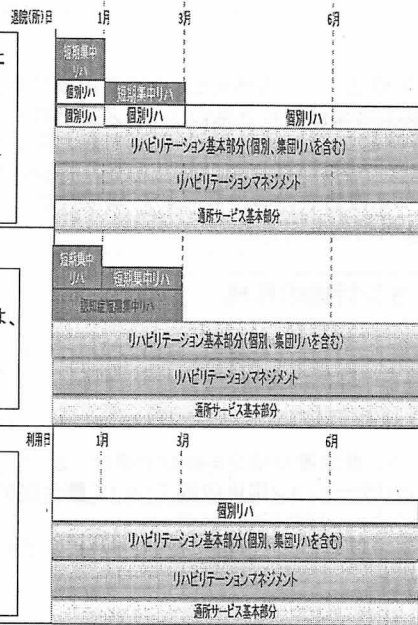 退院(所)日 1月 3月 6月
短期集中
リハ
個別リハ 短期集中リハ
個別リハ 個別リハ 個別リハ
リハビリテーション基本部分(個別、集団リハを含む)
リハビリテーションマネジメント
通所サービス基本部分
短期集中
リハ 短期集中リハ
認知症短期集中リハ
よ、
リハビリテーション基本部分(個別、集団リハを含む)
リハビリテーションマネジメント
通所サービス基本部分
利用日 1月 3月 6月
個別リハ
リハビリテーション基本部分(個別、集団リハを含む)
リハビリテーションマネジメント
通所サービス基本部分